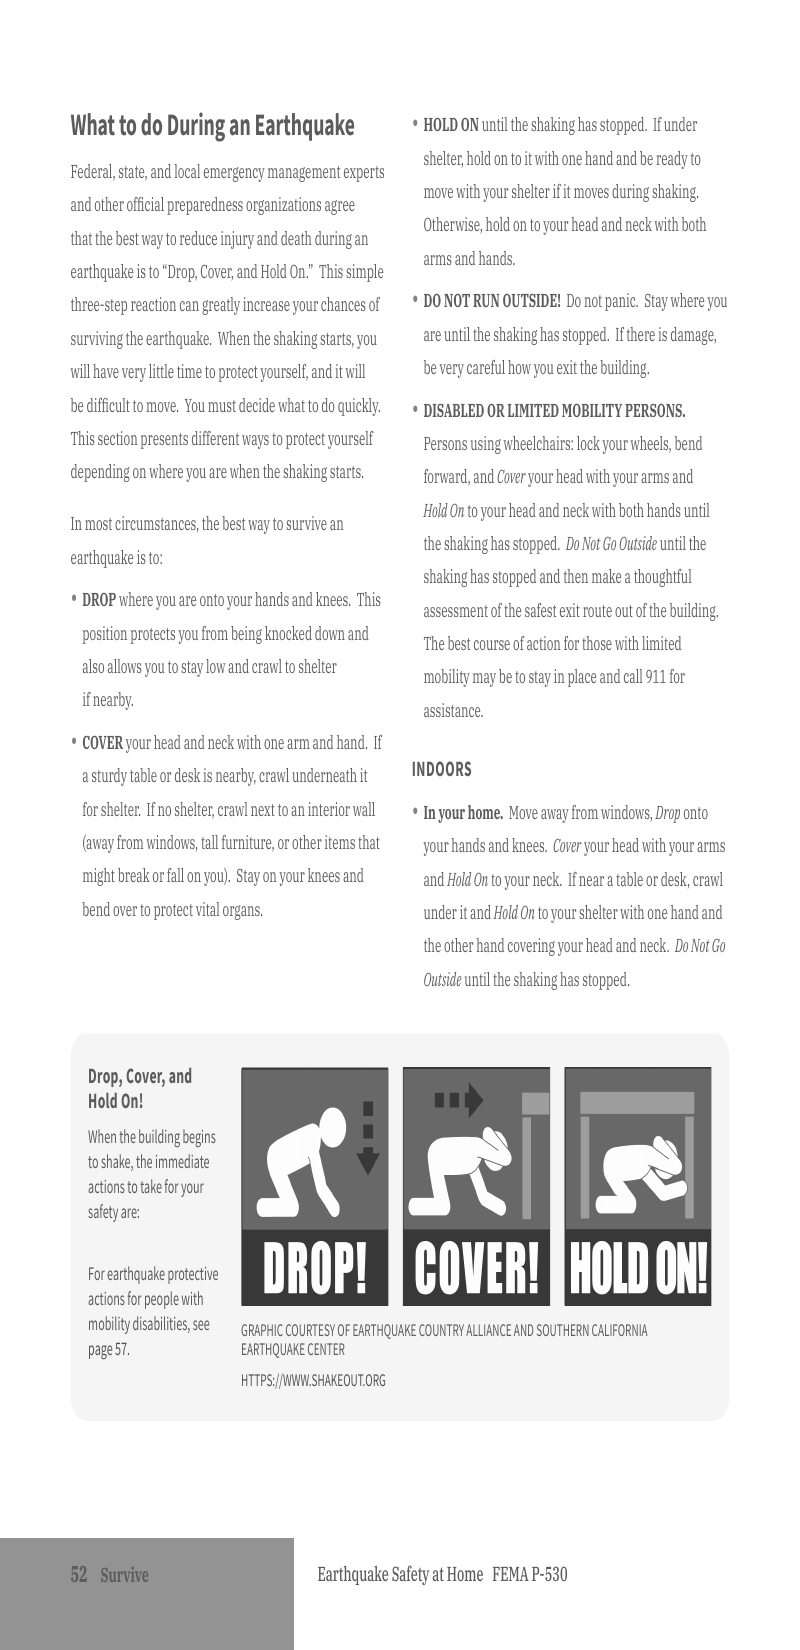 What to do During an Earthquake
Federal, state, and local emergency management experts
and other official preparedness organizations agree
that the best way to reduce injury and death during an
earthquake is to “Drop, Cover, and Hold On.”  This simple
three-step reaction can greatly increase your chances of
surviving the earthquake.  When the shaking starts, you
will have very little time to protect yourself, and it will
be difficult to move.  You must decide what to do quickly.
This section presents different ways to protect yourself
depending on where you are when the shaking starts.
In most circumstances, the best way to survive an
earthquake is to:
• DROP where you are onto your hands and knees.  This
position protects you from being knocked down and
also allows you to stay low and crawl to shelter
if nearby.
• COVER your head and neck with one arm and hand.  If
a sturdy table or desk is nearby, crawl underneath it
for shelter.  If no shelter, crawl next to an interior wall
(away from windows, tall furniture, or other items that
might break or fall on you).  Stay on your knees and
bend over to protect vital organs.
• HOLD ON until the shaking has stopped.  If under
shelter, hold on to it with one hand and be ready to
move with your shelter if it moves during shaking.
Otherwise, hold on to your head and neck with both
arms and hands.
• DO NOT RUN OUTSIDE!  Do not panic.  Stay where you
are until the shaking has stopped.  If there is damage,
be very careful how you exit the building.
• DISABLED OR LIMITED MOBILITY PERSONS.
Persons using wheelchairs: lock your wheels, bend
forward, and Cover your head with your arms and
Hold On to your head and neck with both hands until
the shaking has stopped.  Do Not Go Outside until the
shaking has stopped and then make a thoughtful
assessment of the safest exit route out of the building.
The best course of action for those with limited
mobility may be to stay in place and call 911 for
assistance.
INDOORS
• In your home.  Move away from windows, Drop onto
your hands and knees.  Cover your head with your arms
and Hold On to your neck.  If near a table or desk, crawl
under it and Hold On to your shelter with one hand and
the other hand covering your head and neck.  Do Not Go
Outside until the shaking has stopped.
Drop, Cover, and
Hold On!
When the building begins
to shake, the immediate
actions to take for your
safety are:
For earthquake protective
actions for people with
mobility disabilities, see
page 57.
DROP!
COVER!
HOLD ON!
GRAPHIC COURTESY OF EARTHQUAKE COUNTRY ALLIANCE AND SOUTHERN CALIFORNIA
EARTHQUAKE CENTER
HTTPS://WWW.SHAKEOUT.ORG
52 Survive
Earthquake Safety at Home  FEMA P-530